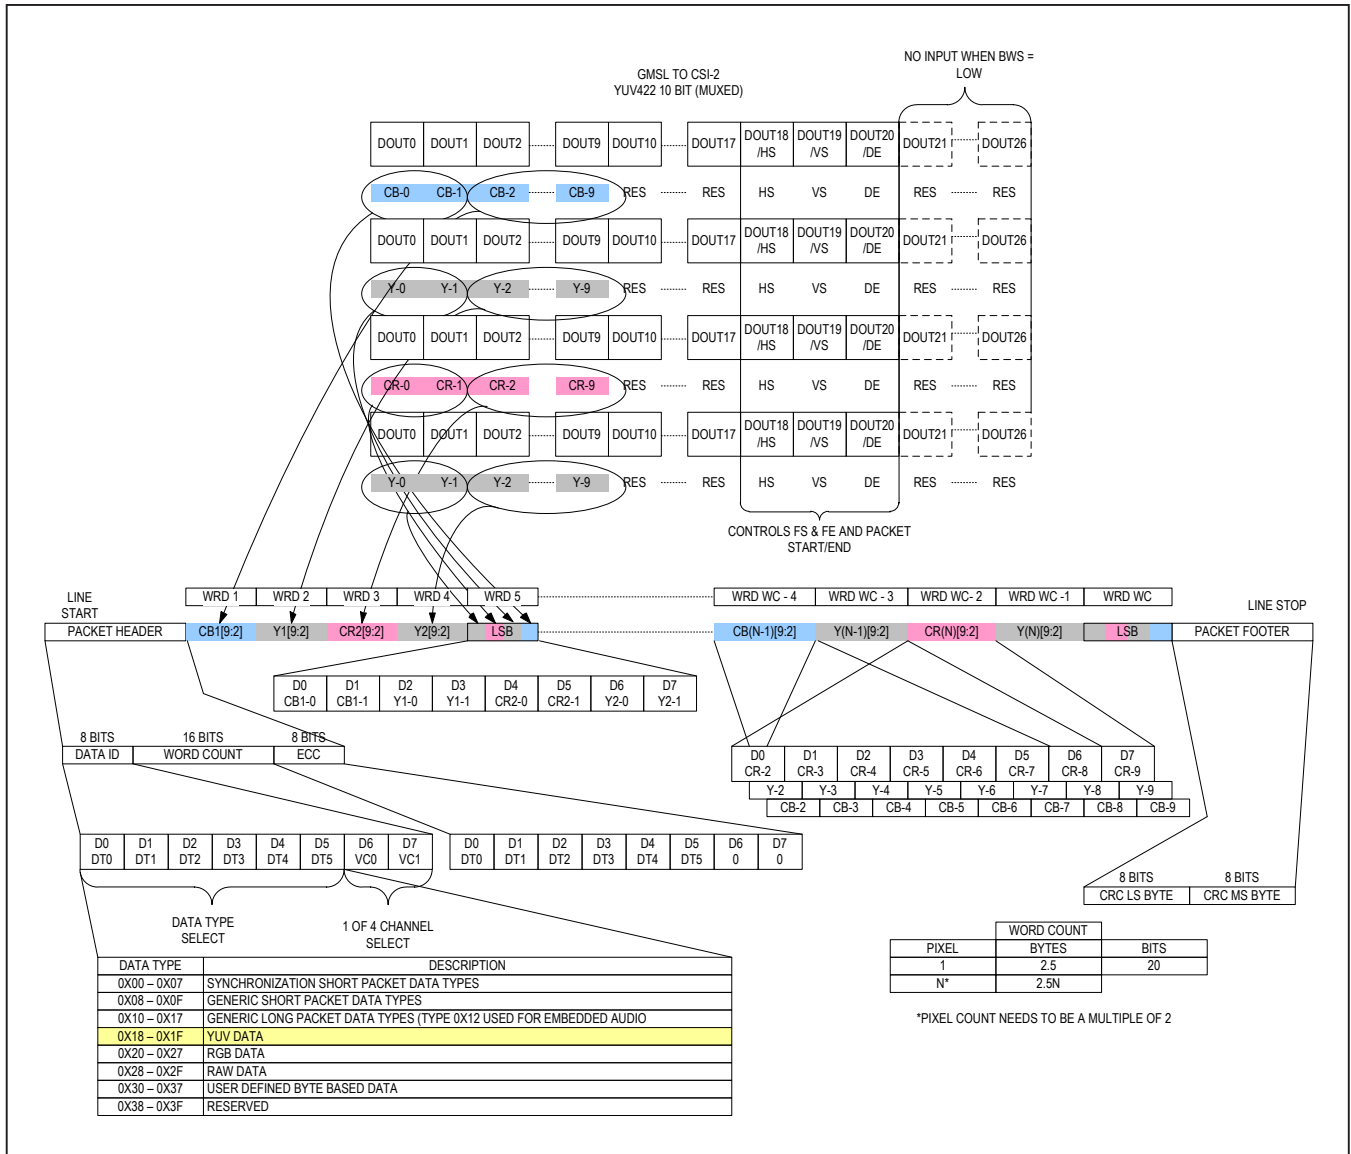 NO INPUT WHEN BWS =
LOW
GMSL TO CSI-2
YUV422 10 BIT (MUXED)
DOUT0 DOUT1 DOUT2 DOUT9 DOUT10 DOUT17 DOUT18 /HS DOUT19 /VS DOUT20 /DE DOUT21 DOUT26
CB-0 CB-1 CB-2 CB-9 RES RES HS VS DE RES RES
DOUT0 DOUT1 DOUT2 DOUT9 DOUT10 DOUT17 DOUT18 /HS DOUT19 /VS DOUT20 /DE DOUT21 DOUT26
Y-0 Y-1 Y-2 Y-9 RES RES HS VS DE RES RES
DOUT0 DOUT1 DOUT2 DOUT9 DOUT10 DOUT17 DOUT18 /HS DOUT19 /VS DOUT20 /DE DOUT21 DOUT26
CR-0 CR-1 CR-2 CR-9 RES RES HS VS DE RES RES
DOUT0 DOUT1 DOUT2 DOUT9 DOUT10 DOUT17 DOUT18 /HS DOUT19 /VS DOUT20 /DE DOUT21 DOUT26
Y-0 Y-1 Y-2 Y-9 RES RES HS VS DE RES RES
CONTROLS FS & FE AND PACKET
START/END
LINE
START
WRD 1 WRD 2 WRD 3 WRD 4 WRD 5 WRD WC - 4 WRD WC - 3 WRD WC- 2 WRD WC -1 WRD WC
LINE STOP
PACKET HEADER CB1[9:2] Y1[9:2] CR2[9:2] Y2[9:2] LSB CB(N-1)[9:2] Y(N-1)[9:2] CR(N)[9:2] Y(N)[9:2] LSB PACKET FOOTER
D0 D1 D2 D3 D4 D5 D6 D7
CB1-0 CB1-1 Y1-0 Y1-1 CR2-0 CR2-1 Y2-0 Y2-1
8 BITS 16 BITS 8 BITS
DATA ID WORD COUNT ECC
D0 D1 D2 D3 D4 D5 D6 D7
CR-2 CR-3 CR-4 CR-5 CR-6 CR-7 CR-8 CR-9
Y-2 Y-3 Y-4 Y-5 Y-6 Y-7 Y-8 Y-9
CB-2 CB-3 CB-4 CB-5 CB-6 CB-7 CB-8 CB-9
D0 D1 D2 D3 D4 D5 D6 D7
DT0 DT1 DT2 DT3 DT4 DT5 VC0 VC1
D0 D1 D2 D3 D4 D5 D6 D7
DT0 DT1 DT2 DT3 DT4 DT5 0 0
8 BITS 8 BITS
CRC LS BYTE CRC MS BYTE
DATA TYPE
SELECT
1 OF 4 CHANNEL
SELECT
DATA TYPE DESCRIPTION
0X00 – 0X07 SYNCHRONIZATION SHORT PACKET DATA TYPES
0X08 – 0X0F GENERIC SHORT PACKET DATA TYPES
0X10 – 0X17 GENERIC LONG PACKET DATA TYPES (TYPE 0X12 USED FOR EMBEDDED AUDIO
0X18 – 0X1F YUV DATA
0X20 – 0X27 RGB DATA
0X28 – 0X2F RAW DATA
0X30 – 0X37 USER DEFINED BYTE BASED DATA
0X38 – 0X3F RESERVED
WORD COUNT
PIXEL BYTES BITS
1 2.5 20
N* 2.5N
*PIXEL COUNT NEEDS TO BE A MULTIPLE OF 2